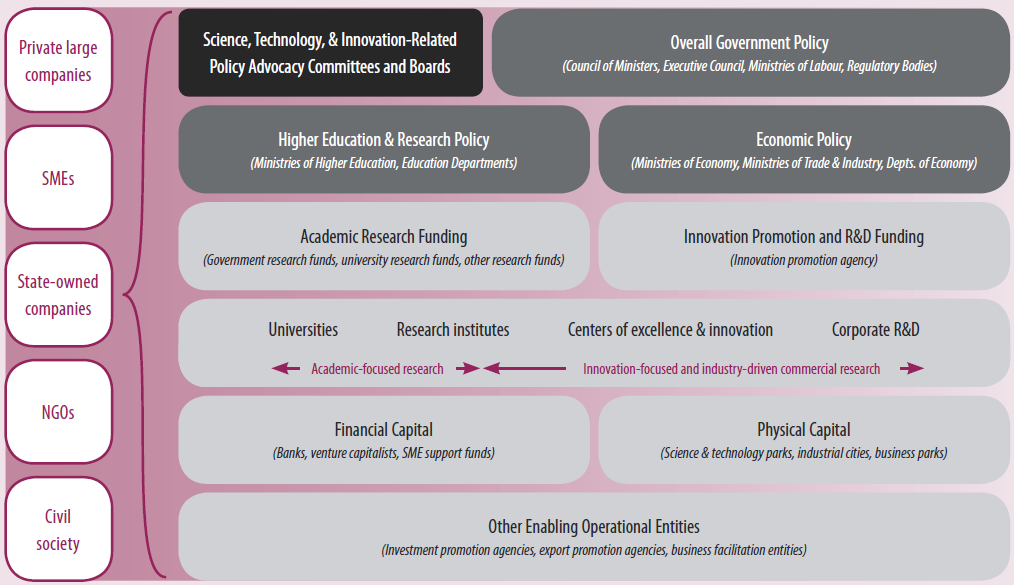 Private large
companies
SMEs
State-owned
companies
NGOs
Civil
society
Science, Technology, & Innovation-Related
Policy Advocacy Committees and Boards
Overall Government Policy
(Council of Ministers, Executive Council, Ministries of Labour, Regulatory Bodies)
Higher Education & Research Policy
(Ministries of Higher Education, Education Departments)
Economic Policy
(Ministries of Economy, Ministries of Trade & Industry, Depts. of Economy)
Academic Research Funding
(Government research funds, university research funds, other research funds)
Innovation Promotion and R&D Funding
(Innovation promotion agency)
Universities
Research institutes
Centers of excellence & innovation
Corporate R&D
Academic-focused research
Innovation-focused and industry-driven commercial research
Financial Capital
(Banks, venture capitalists, SME support funds)
Physical Capital
(Science & technology parks, industrial cities, business parks)
Other Enabling Operational Entities
(Investment promotion agencies, export promotion agencies, business facilitation entities)